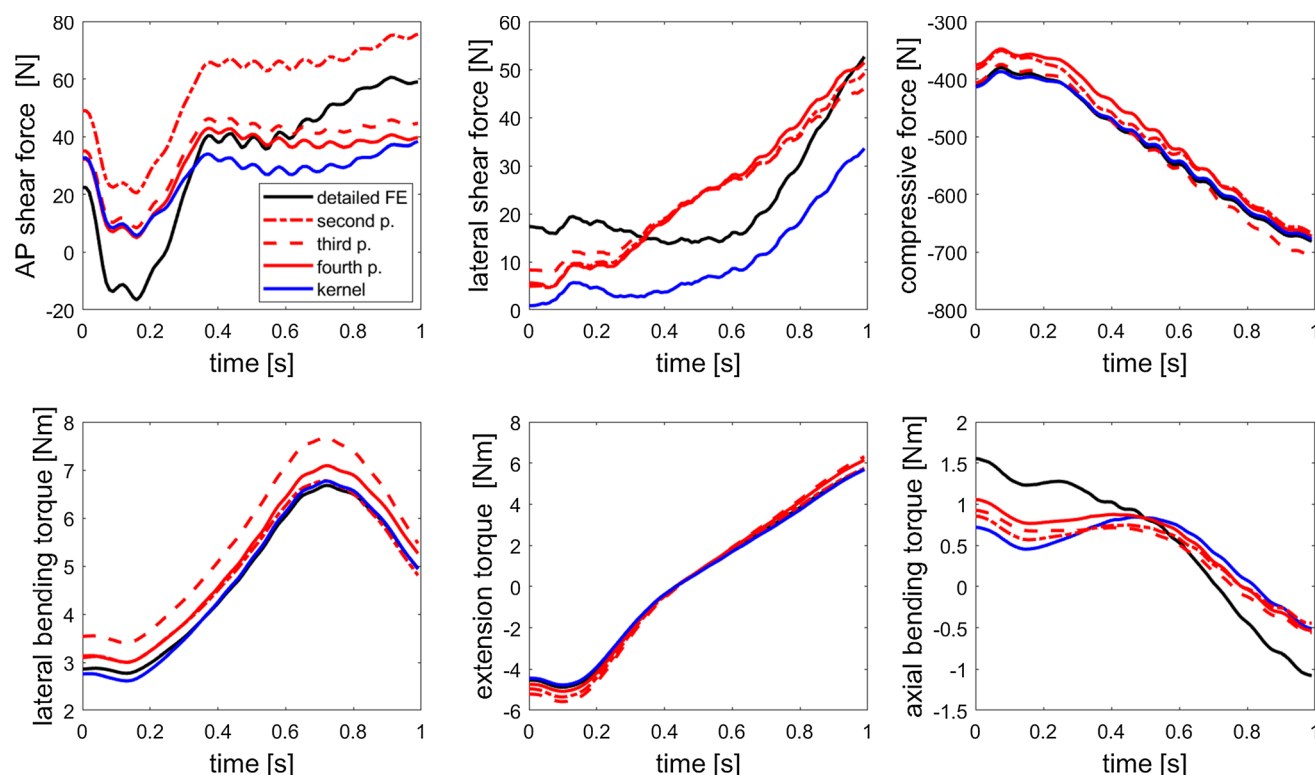 AP shear force [N]
80
60
40
20
0
-20
0 0.2 0.4 0.6 0.8 1
time [s]
detailed FE
second p.
third p.
fourth p.
kernel
lateral shear force [N]
60
50
40
30
20
10
0
0 0.2 0.4 0.6 0.8 1
time [s]
compressive force [N]
-300
-400
-500
-600
-700
-800
0 0.2 0.4 0.6 0.8 1
time [s]
lateral bending torque [Nm]
8
7
6
5
4
3
2
0 0.2 0.4 0.6 0.8 1
time [s]
extension torque [Nm]
8
6
4
2
0
-2
-4
-6
0 0.2 0.4 0.6 0.8 1
time [s]
axial bending torque [Nm]
2
1.5
1
0.5
0
-0.5
-1
-1.5
0 0.2 0.4 0.6 0.8 1
time [s]